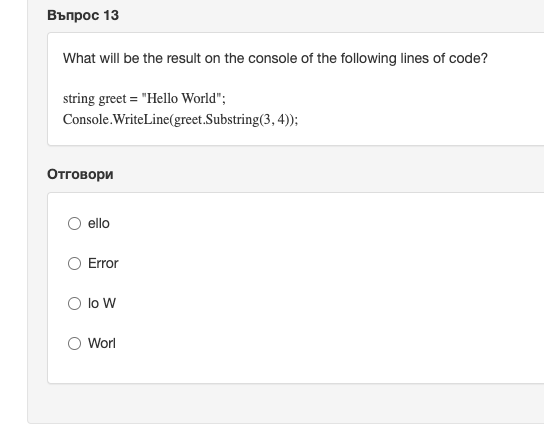 Въпрос 13
What will be the result on the console of the following lines of code?
string greet = "Hello World";
Console.WriteLine(greet.Substring(3, 4));
Отговори
ello
Error
lo W
Worl